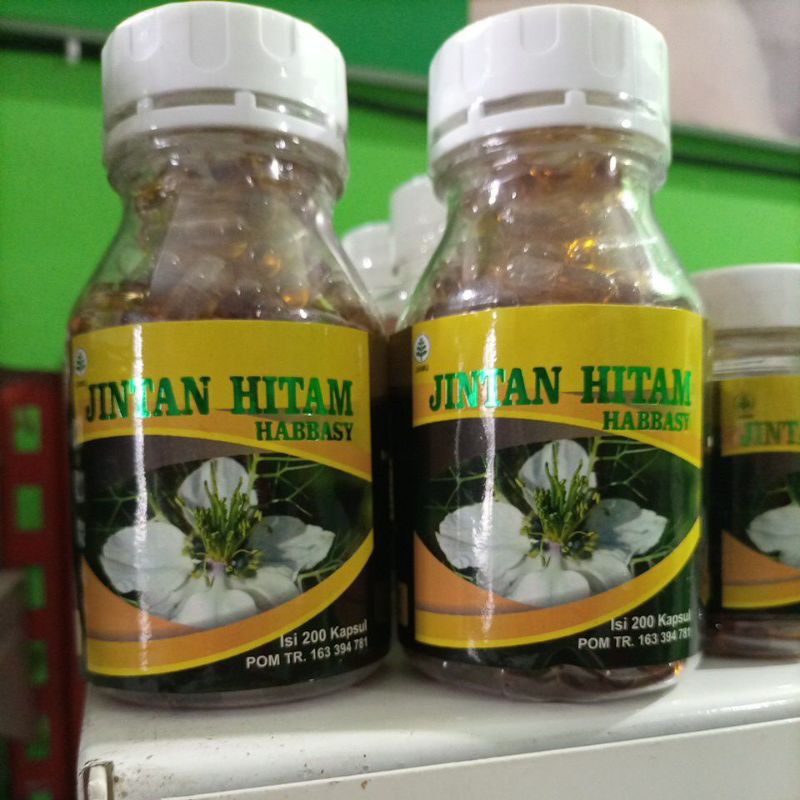 JINTAN HITAM
HABBASY
Isi 200 Kapsul
POM TR. 163 394 781
JINTAN HITAM
HABBASY
Isi 200 Kapsul
POM TR. 163 394 781
JINT